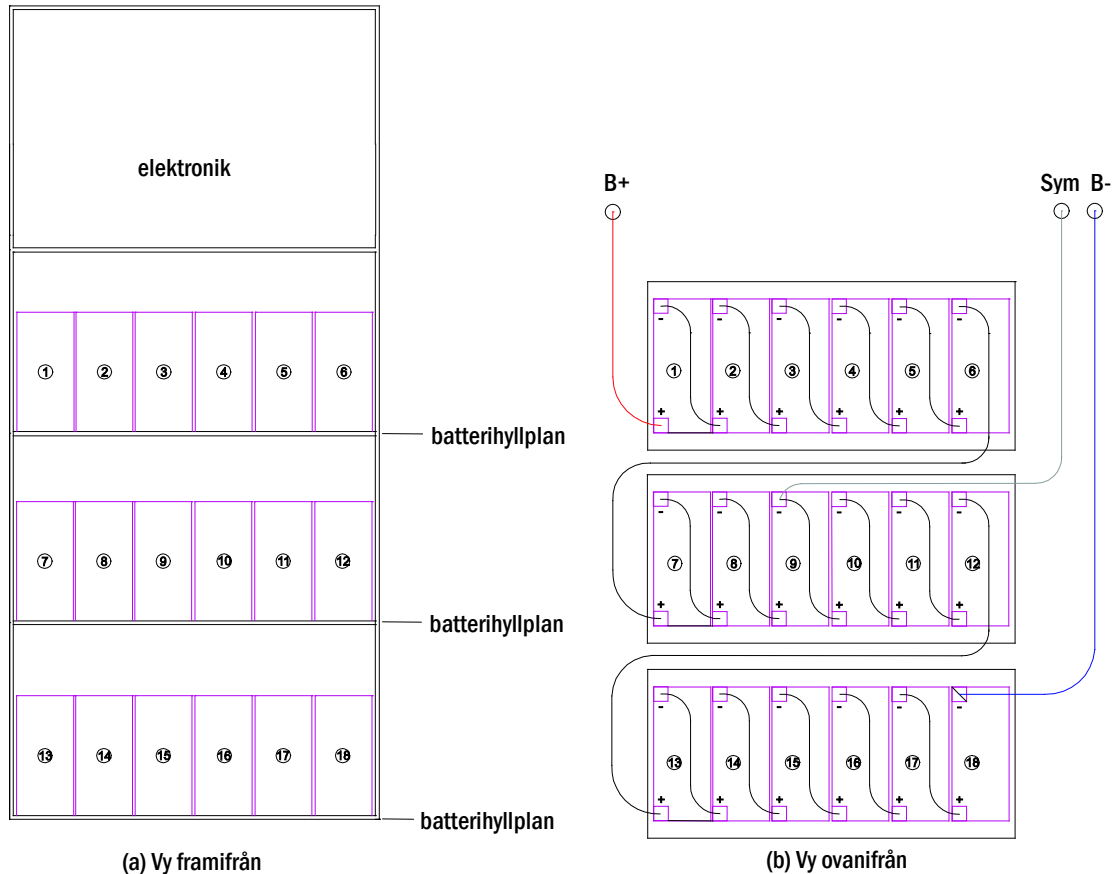 elektronik
1 2 3 4 5 6
batterihyllplan
7 8 9 10 11 12
batterihyllplan
13 14 15 16 17 18
batterihyllplan
(a) Vy framifrån
B+ Sym B-
- - - - - -
1 2 3 4 5 6
+ + + + + +
- - - - - -
7 8 9 10 11 12
+ + + + + +
- - - - - -
13 14 15 16 17 18
+ + + + + +
(b) Vy ovanifrån